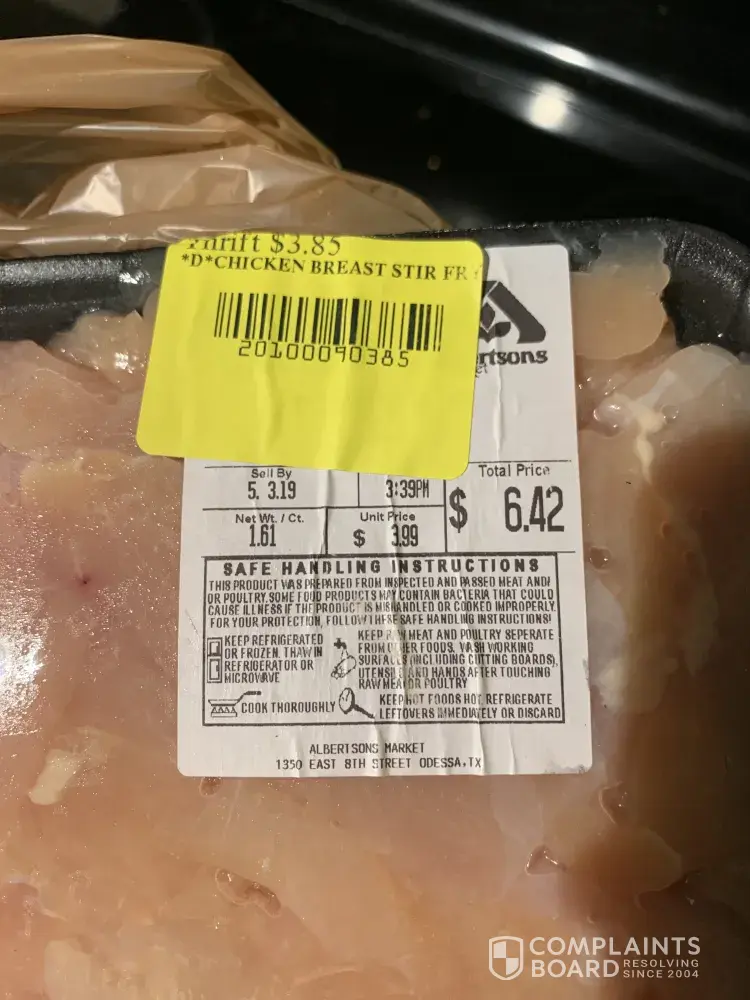 Thrift $3.85
*D*CHICKEN BREAST STIR FR
20100090385
rtsons
et
Sell By
5. 3.19
3:39PM
Total Price
$ 6.42
Net Wt. / Ct.
1.61
Unit Price
$ 3.99
SAFE HANDLING INSTRUCTIONS
THIS PRODUCT WAS PREPARED FROM INSPECTED AND PASSED MEAT AND/
OR POULTRY. SOME FOOD PRODUCTS MAY CONTAIN BACTERIA THAT COULD
CAUSE ILLNESS IF THE PRODUCT IS MISHANDLED OR COOKED IMPROPERLY.
FOR YOUR PROTECTION, FOLLOW THESE SAFE HANDLING INSTRUCTIONS!
KEEP REFRIGERATED
OR FROZEN. THAW IN
REFRIGERATOR OR
MICROWAVE
KEEP RAW MEAT AND POULTRY SEPERATE
FROM OTHER FOODS. WASH WORKING
SURFACES (INCLUDING CUTTING BOARDS),
UTENSILS AND HANDS AFTER TOUCHING
RAW MEAT OR POULTRY
COOK THOROUGHLY
KEEP HOT FOODS HOT. REFRIGERATE
LEFTOVERS IMMEDIATELY OR DISCARD
ALBERTSONS MARKET
1350 EAST 8TH STREET ODESSA,TX
COMPLAINTS
BOARD RESOLVING
SINCE 2004